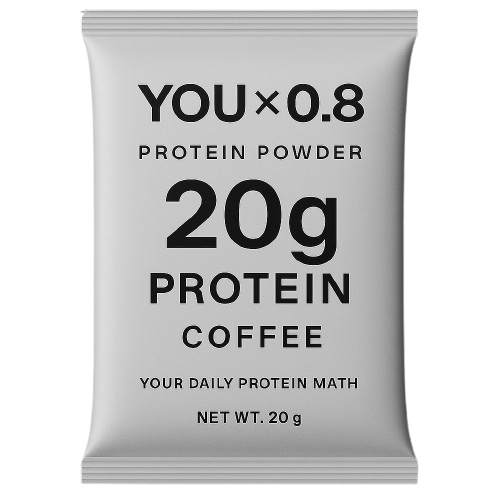 YOU×0.8
PROTEIN POWDER
20g
PROTEIN
COFFEE
YOUR DAILY PROTEIN MATH
NET WT. 20 g